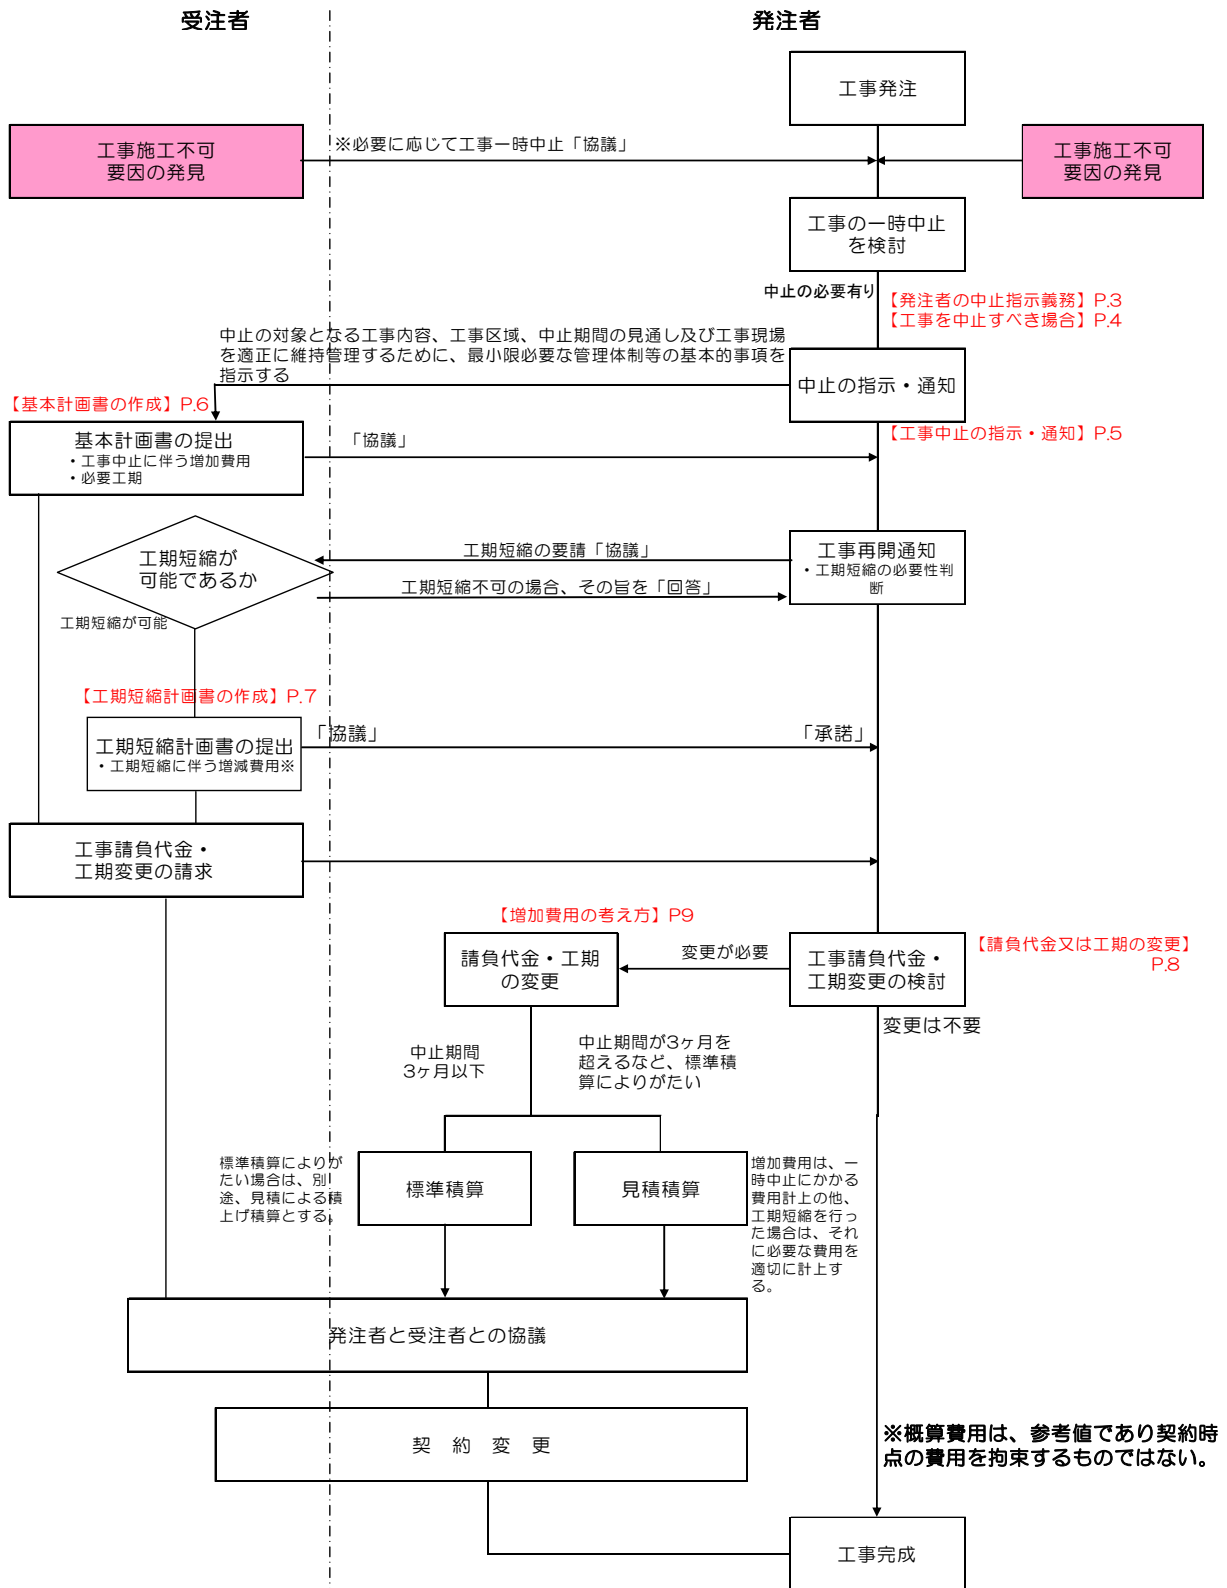 受注者
発注者
工事発注
工事施工不可
要因の発見
※必要に応じて工事一時中止「協議」
工事施工不可
要因の発見
工事の一時中止
を検討
中止の必要有り
【発注者の中止指示義務】P.3
【工事を中止すべき場合】P.4
中止の対象となる工事内容、工事区域、中止期間の見通し及び工事現場
を適正に維持管理するために、最小限必要な管理体制等の基本的事項を
指示する
中止の指示・通知
【基本計画書の作成】P.6
基本計画書の提出
・工事中止に伴う増加費用
・必要工期
「協議」
【工事中止の指示・通知】P.5
工期短縮が
可能であるか
工期短縮の要請「協議」
工期短縮不可の場合、その旨を「回答」
工事再開通知
・工期短縮の必要性判
断
工期短縮が可能
【工期短縮計画書の作成】P.7
工期短縮計画書の提出
・工期短縮に伴う増減費用※
「協議」
「承諾」
工事請負代金・
工期変更の請求
【増加費用の考え方】P9
請負代金・工期
の変更
変更が必要
工事請負代金・
工期変更の検討
【請負代金又は工期の変更】
P.8
変更は不要
中止期間
3ヶ月以下
中止期間が3ヶ月を
超えるなど、標準積
算によりがたい
標準積算によりが
たい場合は、別
途、見積による積
上げ積算とする。
標準積算
見積積算
増加費用は、一
時中止にかかる
費用計上の他、
工期短縮を行っ
た場合は、それ
に必要な費用を
適切に計上す
る。
発注者と受注者との協議
契　約　変　更
※概算費用は、参考値であり契約時
点の費用を拘束するものではない。
工事完成